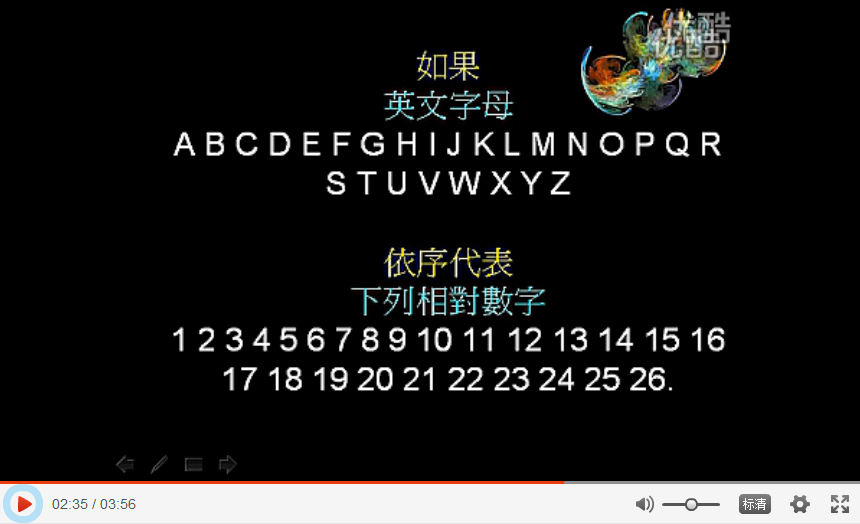 优酷
优酷
如果
英文字母
A B C D E F G H I J K L M N O P Q R
S T U V W X Y Z
依序代表
下列相對數字
1 2 3 4 5 6 7 8 9 10 11 12 13 14 15 16
17 18 19 20 21 22 23 24 25 26.
02:35 / 03:56
标清